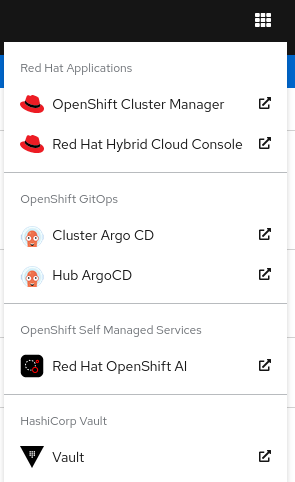 Red Hat Applications
OpenShift Cluster Manager
Red Hat Hybrid Cloud Console
OpenShift GitOps
Cluster Argo CD
Hub ArgoCD
OpenShift Self Managed Services
Red Hat OpenShift AI
HashiCorp Vault
Vault